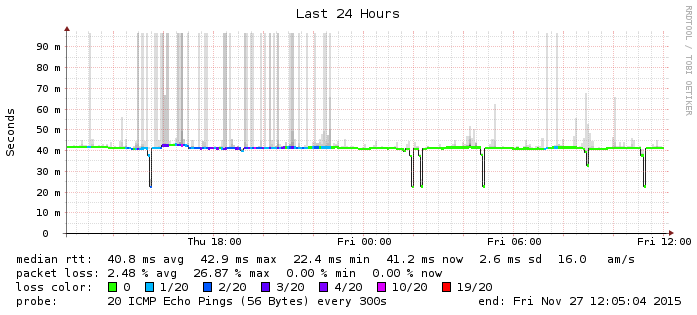 Last 24 Hours
RRDTOOL / TOBI OETIKER
Seconds
90 m
80 m
70 m
60 m
50 m
40 m
30 m
20 m
10 m
0
Thu 18:00 Fri 00:00 Fri 06:00 Fri 12:00
median rtt: 40.8 ms avg 42.9 ms max 22.4 ms min 41.2 ms now 2.6 ms sd 16.0 am/s
packet loss: 2.48 % avg 26.87 % max 0.00 % min 0.00 % now
loss color: 0 1/20 2/20 3/20 4/20 10/20 19/20
probe: 20 ICMP Echo Pings (56 Bytes) every 300s end: Fri Nov 27 12:05:04 2015